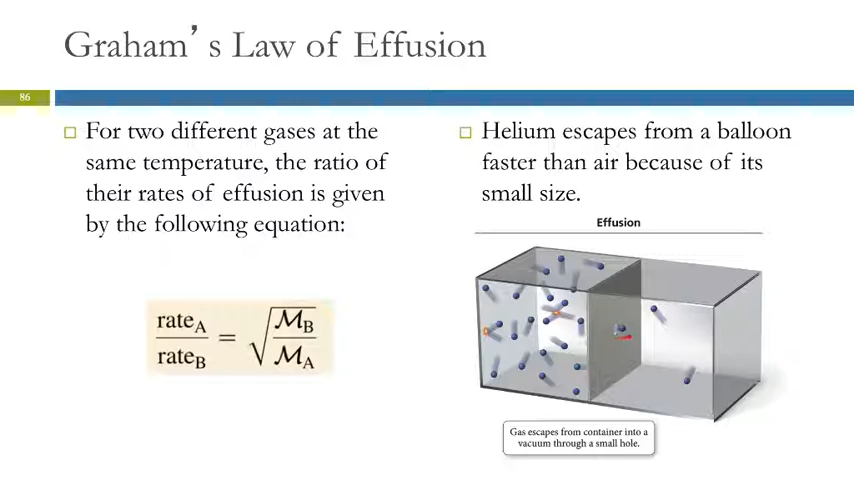 Graham's Law of Effusion
86
For two different gases at the
same temperature, the ratio of
their rates of effusion is given
by the following equation:
rateA / rateB = √(ℳB / ℳA)
Helium escapes from a balloon
faster than air because of its
small size.
Effusion
Gas escapes from container into a
vacuum through a small hole.